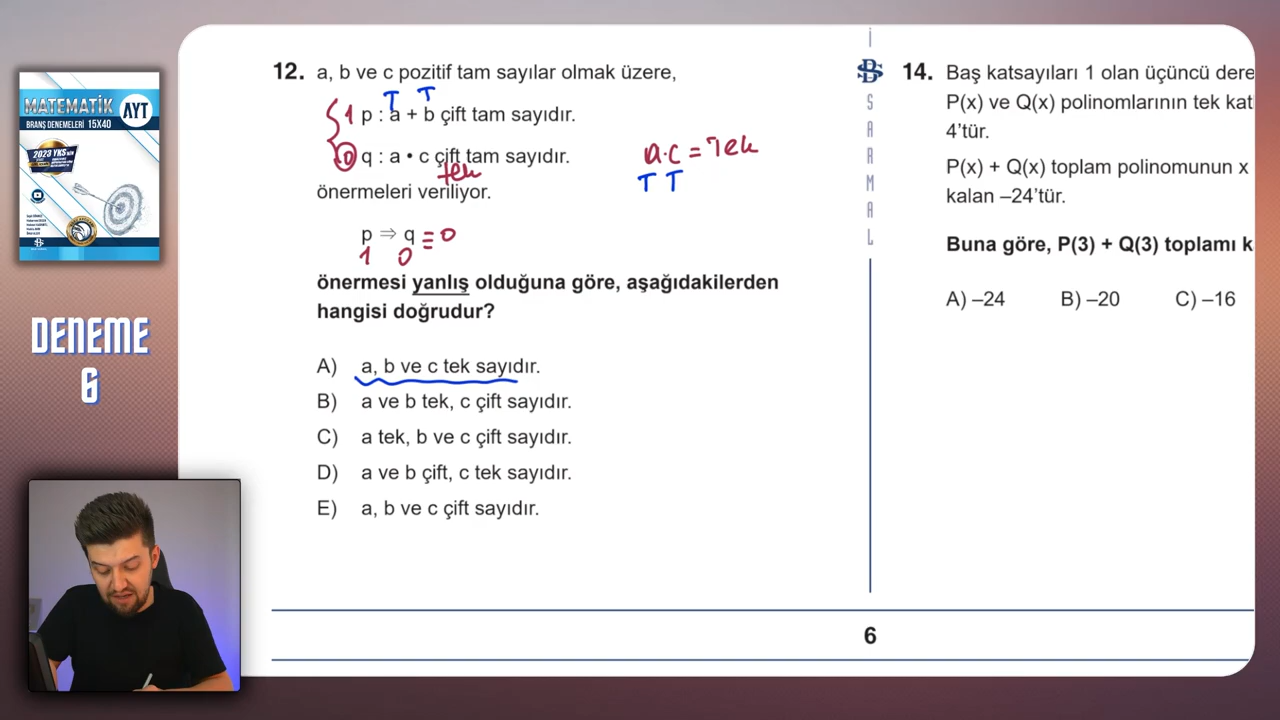 MATEMATİK
AYT
BRANŞ DENEMELERİ 15X40
2023 YKS'NİN
DENEME
6
12. a, b ve c pozitif tam sayılar olmak üzere,
T T
1 p : a + b çift tam sayıdır.
0 q : a • c çift tam sayıdır.
tek
a.c = Tek
T T
önermeleri veriliyor.
p ⇒ q ≡ 0
1 0
önermesi yanlış olduğuna göre, aşağıdakilerden
hangisi doğrudur?
A) a, b ve c tek sayıdır.
B) a ve b tek, c çift sayıdır.
C) a tek, b ve c çift sayıdır.
D) a ve b çift, c tek sayıdır.
E) a, b ve c çift sayıdır.
İ
S
A
R
M
A
L
14. Baş katsayıları 1 olan üçüncü dere
P(x) ve Q(x) polinomlarının tek kat
4'tür.
P(x) + Q(x) toplam polinomunun x
kalan –24'tür.
Buna göre, P(3) + Q(3) toplamı k
A) –24 B) –20 C) –16
6